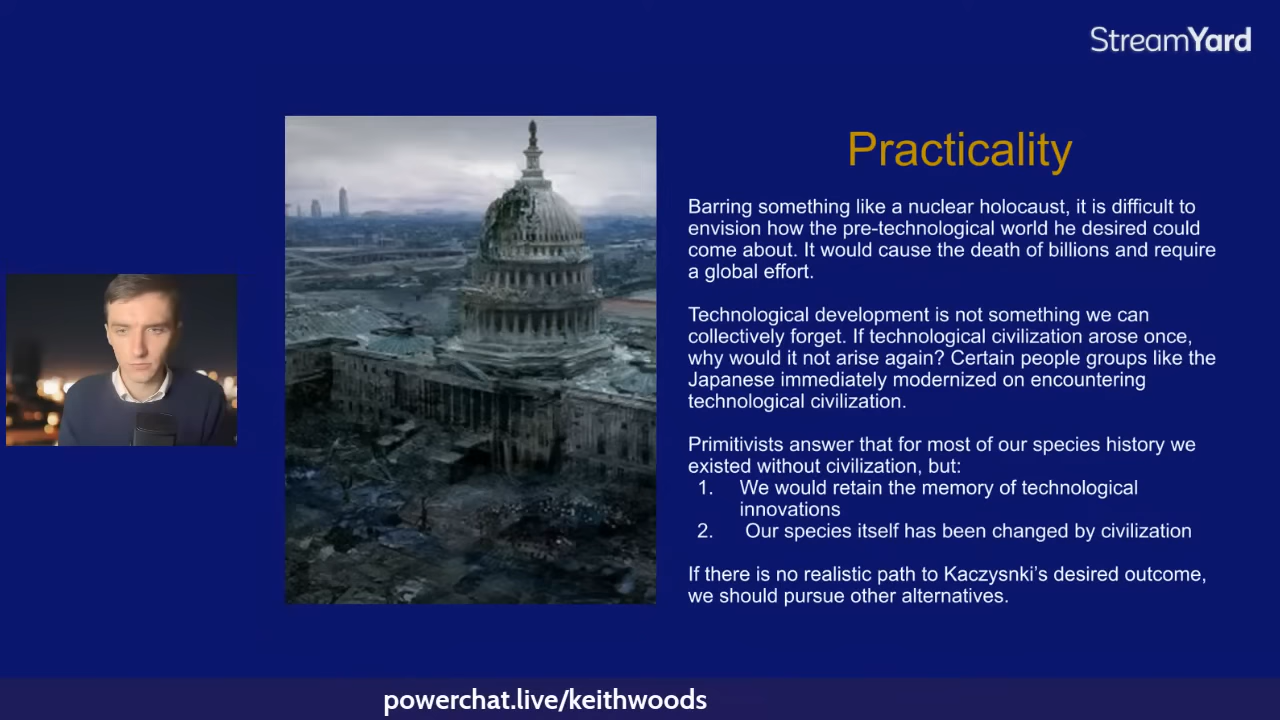 StreamYard
Practicality
Barring something like a nuclear holocaust, it is difficult to
envision how the pre-technological world he desired could
come about. It would cause the death of billions and require
a global effort.
Technological development is not something we can
collectively forget. If technological civilization arose once,
why would it not arise again? Certain people groups like the
Japanese immediately modernized on encountering
technological civilization.
Primitivists answer that for most of our species history we
existed without civilization, but:
1. We would retain the memory of technological
innovations
2. Our species itself has been changed by civilization
If there is no realistic path to Kaczysnki's desired outcome,
we should pursue other alternatives.
powerchat.live/keithwoods